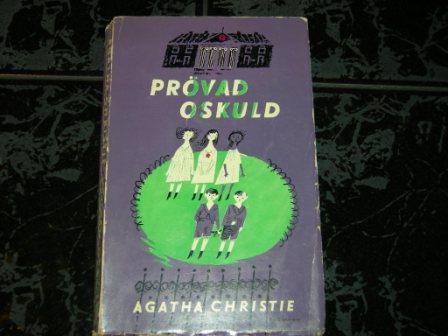 PRÖVAD
OSKULD
AGATHA CHRISTIE